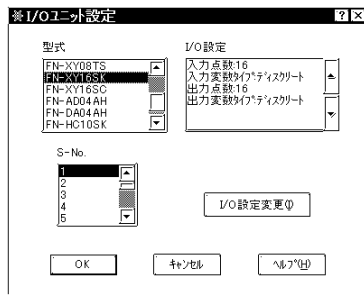 ※I/Oユニット設定
型式
FN-XY08TS
FN-XY16SK
FN-XY16SC
FN-AD04AH
FN-DA04AH
FN-HC10SK
I/O設定
入力点数:16
入力変数ﾀｲﾌﾟ:ﾃﾞｨｽｸﾘｰﾄ
出力点数:16
出力変数ﾀｲﾌﾟ:ﾃﾞｨｽｸﾘｰﾄ
S-No.
1
2
3
4
5
I/O設定変更(I)
OK
ｷｬﾝｾﾙ
ﾍﾙﾌﾟ(H)